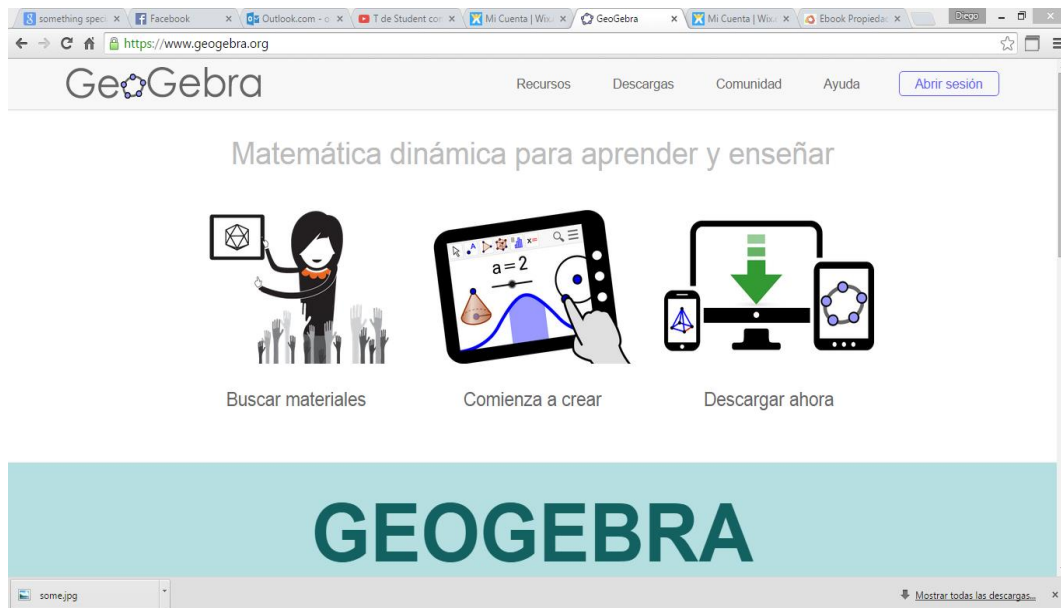 something speci
Facebook
Outlook.com - o
T de Student con
Mi Cuenta | Wix.
GeoGebra
Mi Cuenta | Wix.
Ebook Propiedad
Diego
https://www.geogebra.org
GeoGebra
Recursos
Descargas
Comunidad
Ayuda
Abrir sesión
Matemática dinámica para aprender y enseñar
x=
a=2
Buscar materiales
Comienza a crear
Descargar ahora
GEOGEBRA
some.jpg
Mostrar todas las descargas...